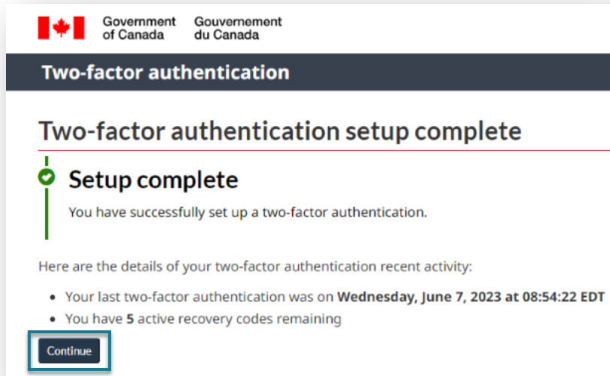 Government Gouvernement
of Canada du Canada
Two-factor authentication
Two-factor authentication setup complete
Setup complete
You have successfully set up a two-factor authentication.
Here are the details of your two-factor authentication recent activity:
• Your last two-factor authentication was on Wednesday, June 7, 2023 at 08:54:22 EDT
• You have 5 active recovery codes remaining
Continue